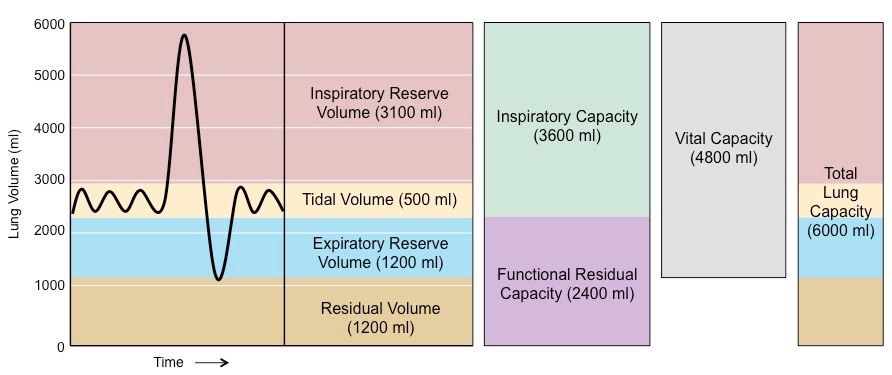 6000
5000
4000
3000
2000
1000
0
Lung Volume (ml)
Time
Inspiratory Reserve
Volume (3100 ml)
Tidal Volume (500 ml)
Expiratory Reserve
Volume (1200 ml)
Residual Volume
(1200 ml)
Inspiratory Capacity
(3600 ml)
Functional Residual
Capacity (2400 ml)
Vital Capacity
(4800 ml)
Total
Lung
Capacity
(6000 ml)